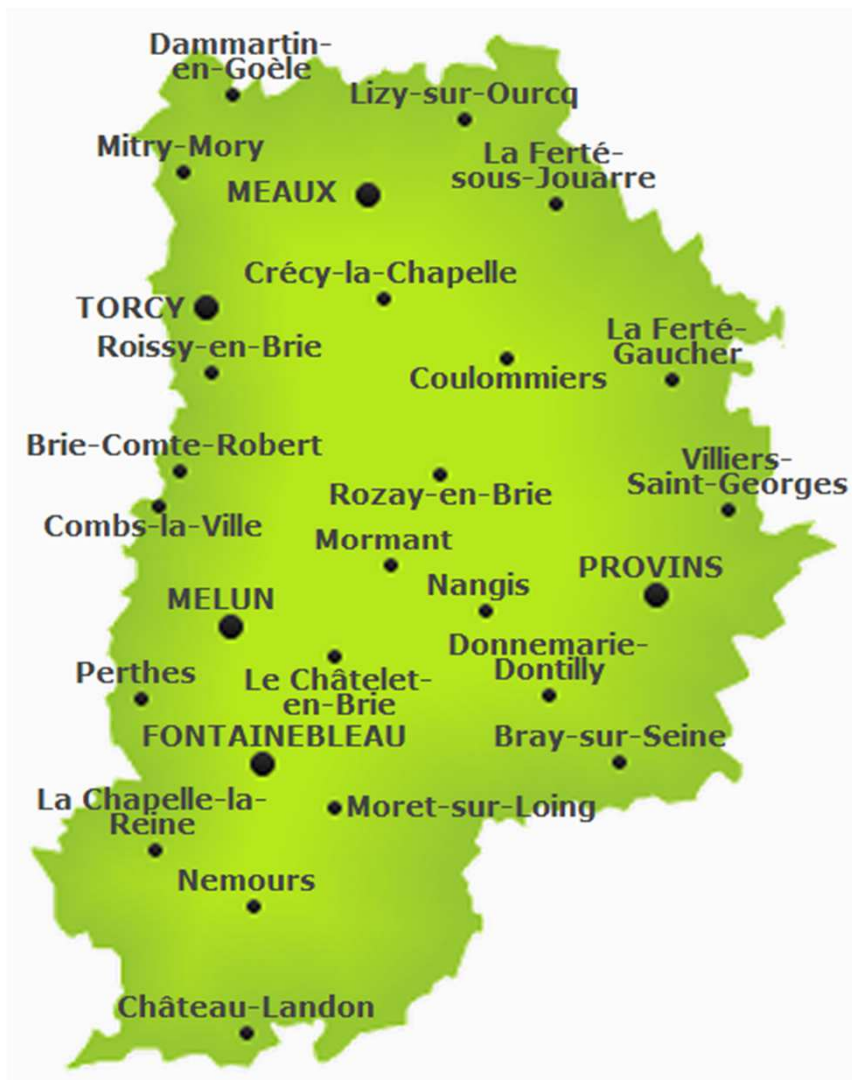 Dammartin-
en-Goèle
Lizy-sur-Ourcq
Mitry-Mory
La Ferté-
sous-Jouarre
MEAUX
Crécy-la-Chapelle
TORCY
Roissy-en-Brie
La Ferté-
Gaucher
Coulommiers
Brie-Comte-Robert
Villiers-
Saint-Georges
Rozay-en-Brie
Combs-la-Ville
Mormant
PROVINS
Nangis
MELUN
Donnemarie-
Dontilly
Perthes
Le Châtelet-
en-Brie
FONTAINEBLEAU
Bray-sur-Seine
La Chapelle-la-
Reine
Moret-sur-Loing
Nemours
Château-Landon